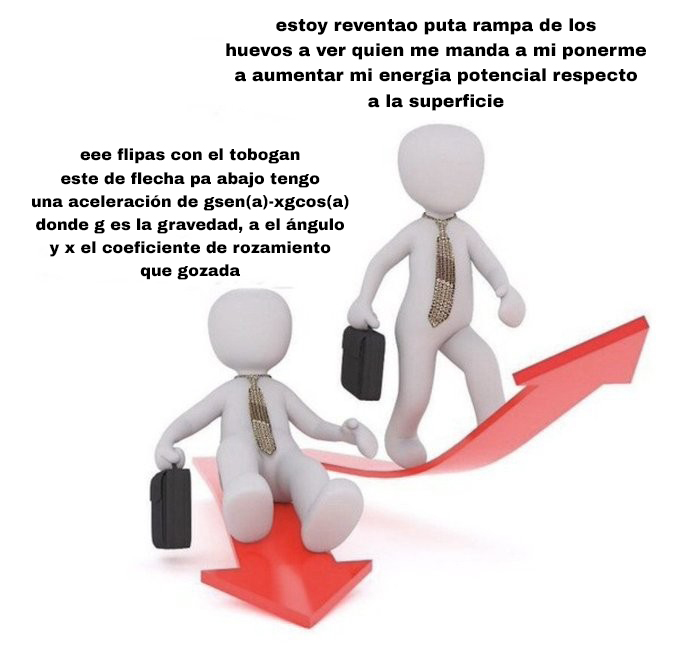 estoy reventao puta rampa de los
huevos a ver quien me manda a mi ponerme
a aumentar mi energia potencial respecto
a la superficie
eee flipas con el tobogan
este de flecha pa abajo tengo
una aceleración de gsen(a)-xgcos(a)
donde g es la gravedad, a el ángulo
y x el coeficiente de rozamiento
que gozada